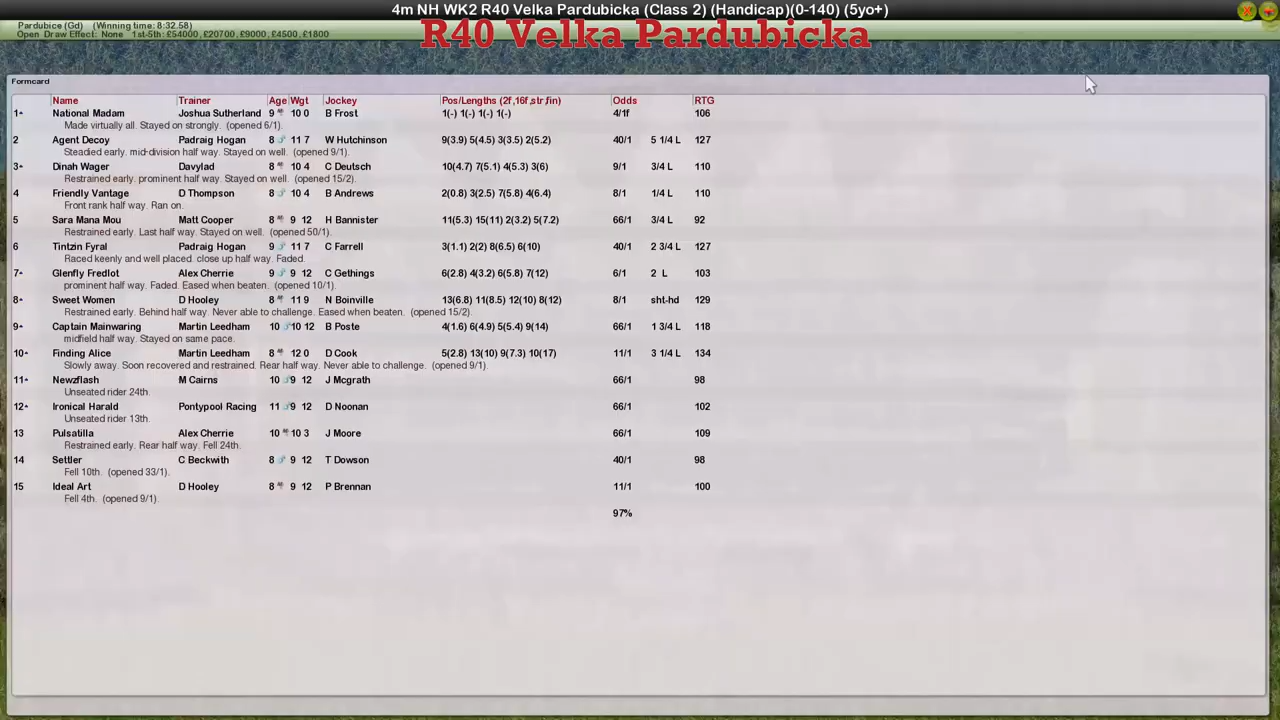 4m NH WK2 R40 Velka Pardubicka (Class 2) (Handicap)(0-140) (5yo+)
Pardubice (Gd) (Winning time: 8:32.58)
Open Draw Effect: None 1st-5th: £54000, £20700, £9000, £4500, £1800
R40 Velka Pardubicka
Formcard
Name Trainer Age Wgt Jockey Pos/Lengths (2f,16f,str,fin) Odds RTG
1 National Madam Joshua Sutherland 9 10 0 B Frost 1(-) 1(-) 1(-) 1(-) 4/1f 106
Made virtually all. Stayed on strongly. (opened 6/1).
2 Agent Decoy Padraig Hogan 8 11 7 W Hutchinson 9(3.9) 5(4.5) 3(3.5) 2(5.2) 40/1 5 1/4 L 127
Steadied early. mid-division half way. Stayed on well. (opened 9/1).
3 Dinah Wager Davylad 8 10 4 C Deutsch 10(4.7) 7(5.1) 4(5.3) 3(6) 9/1 3/4 L 110
Restrained early. prominent half way. Stayed on well. (opened 15/2).
4 Friendly Vantage D Thompson 8 10 4 B Andrews 2(0.8) 3(2.5) 7(5.8) 4(6.4) 8/1 1/4 L 110
Front rank half way. Ran on.
5 Sara Mana Mou Matt Cooper 8 9 12 H Bannister 11(5.3) 15(11) 2(3.2) 5(7.2) 66/1 3/4 L 92
Restrained early. Last half way. Stayed on well. (opened 50/1).
6 Tintzin Fyral Padraig Hogan 9 11 7 C Farrell 3(1.1) 2(2) 8(6.5) 6(10) 40/1 2 3/4 L 127
Raced keenly and well placed. close up half way. Faded.
7 Glenfly Fredlot Alex Cherrie 9 9 12 C Gethings 6(2.8) 4(3.2) 6(5.8) 7(12) 6/1 2 L 103
prominent half way. Faded. Eased when beaten. (opened 10/1).
8 Sweet Women D Hooley 8 11 9 N Boinville 13(6.8) 11(8.5) 12(10) 8(12) 8/1 sht-hd 129
Restrained early. Behind half way. Never able to challenge. Eased when beaten. (opened 15/2).
9 Captain Mainwaring Martin Leedham 10 10 12 B Poste 4(1.6) 6(4.9) 5(5.4) 9(14) 66/1 1 3/4 L 118
midfield half way. Stayed on same pace.
10 Finding Alice Martin Leedham 8 12 0 D Cook 5(2.8) 13(10) 9(7.3) 10(17) 11/1 3 1/4 L 134
Slowly away. Soon recovered and restrained. Rear half way. Never able to challenge. (opened 9/1).
11 Newzflash M Cairns 10 9 12 J Mcgrath 66/1 98
Unseated rider 24th.
12 Ironical Harald Pontypool Racing 11 9 12 D Noonan 66/1 102
Unseated rider 13th.
13 Pulsatilla Alex Cherrie 10 10 3 J Moore 66/1 109
Restrained early. Rear half way. Fell 24th.
14 Settler C Beckwith 8 9 12 T Dowson 40/1 98
Fell 10th. (opened 33/1).
15 Ideal Art D Hooley 8 9 12 P Brennan 11/1 100
Fell 4th. (opened 9/1).
97%